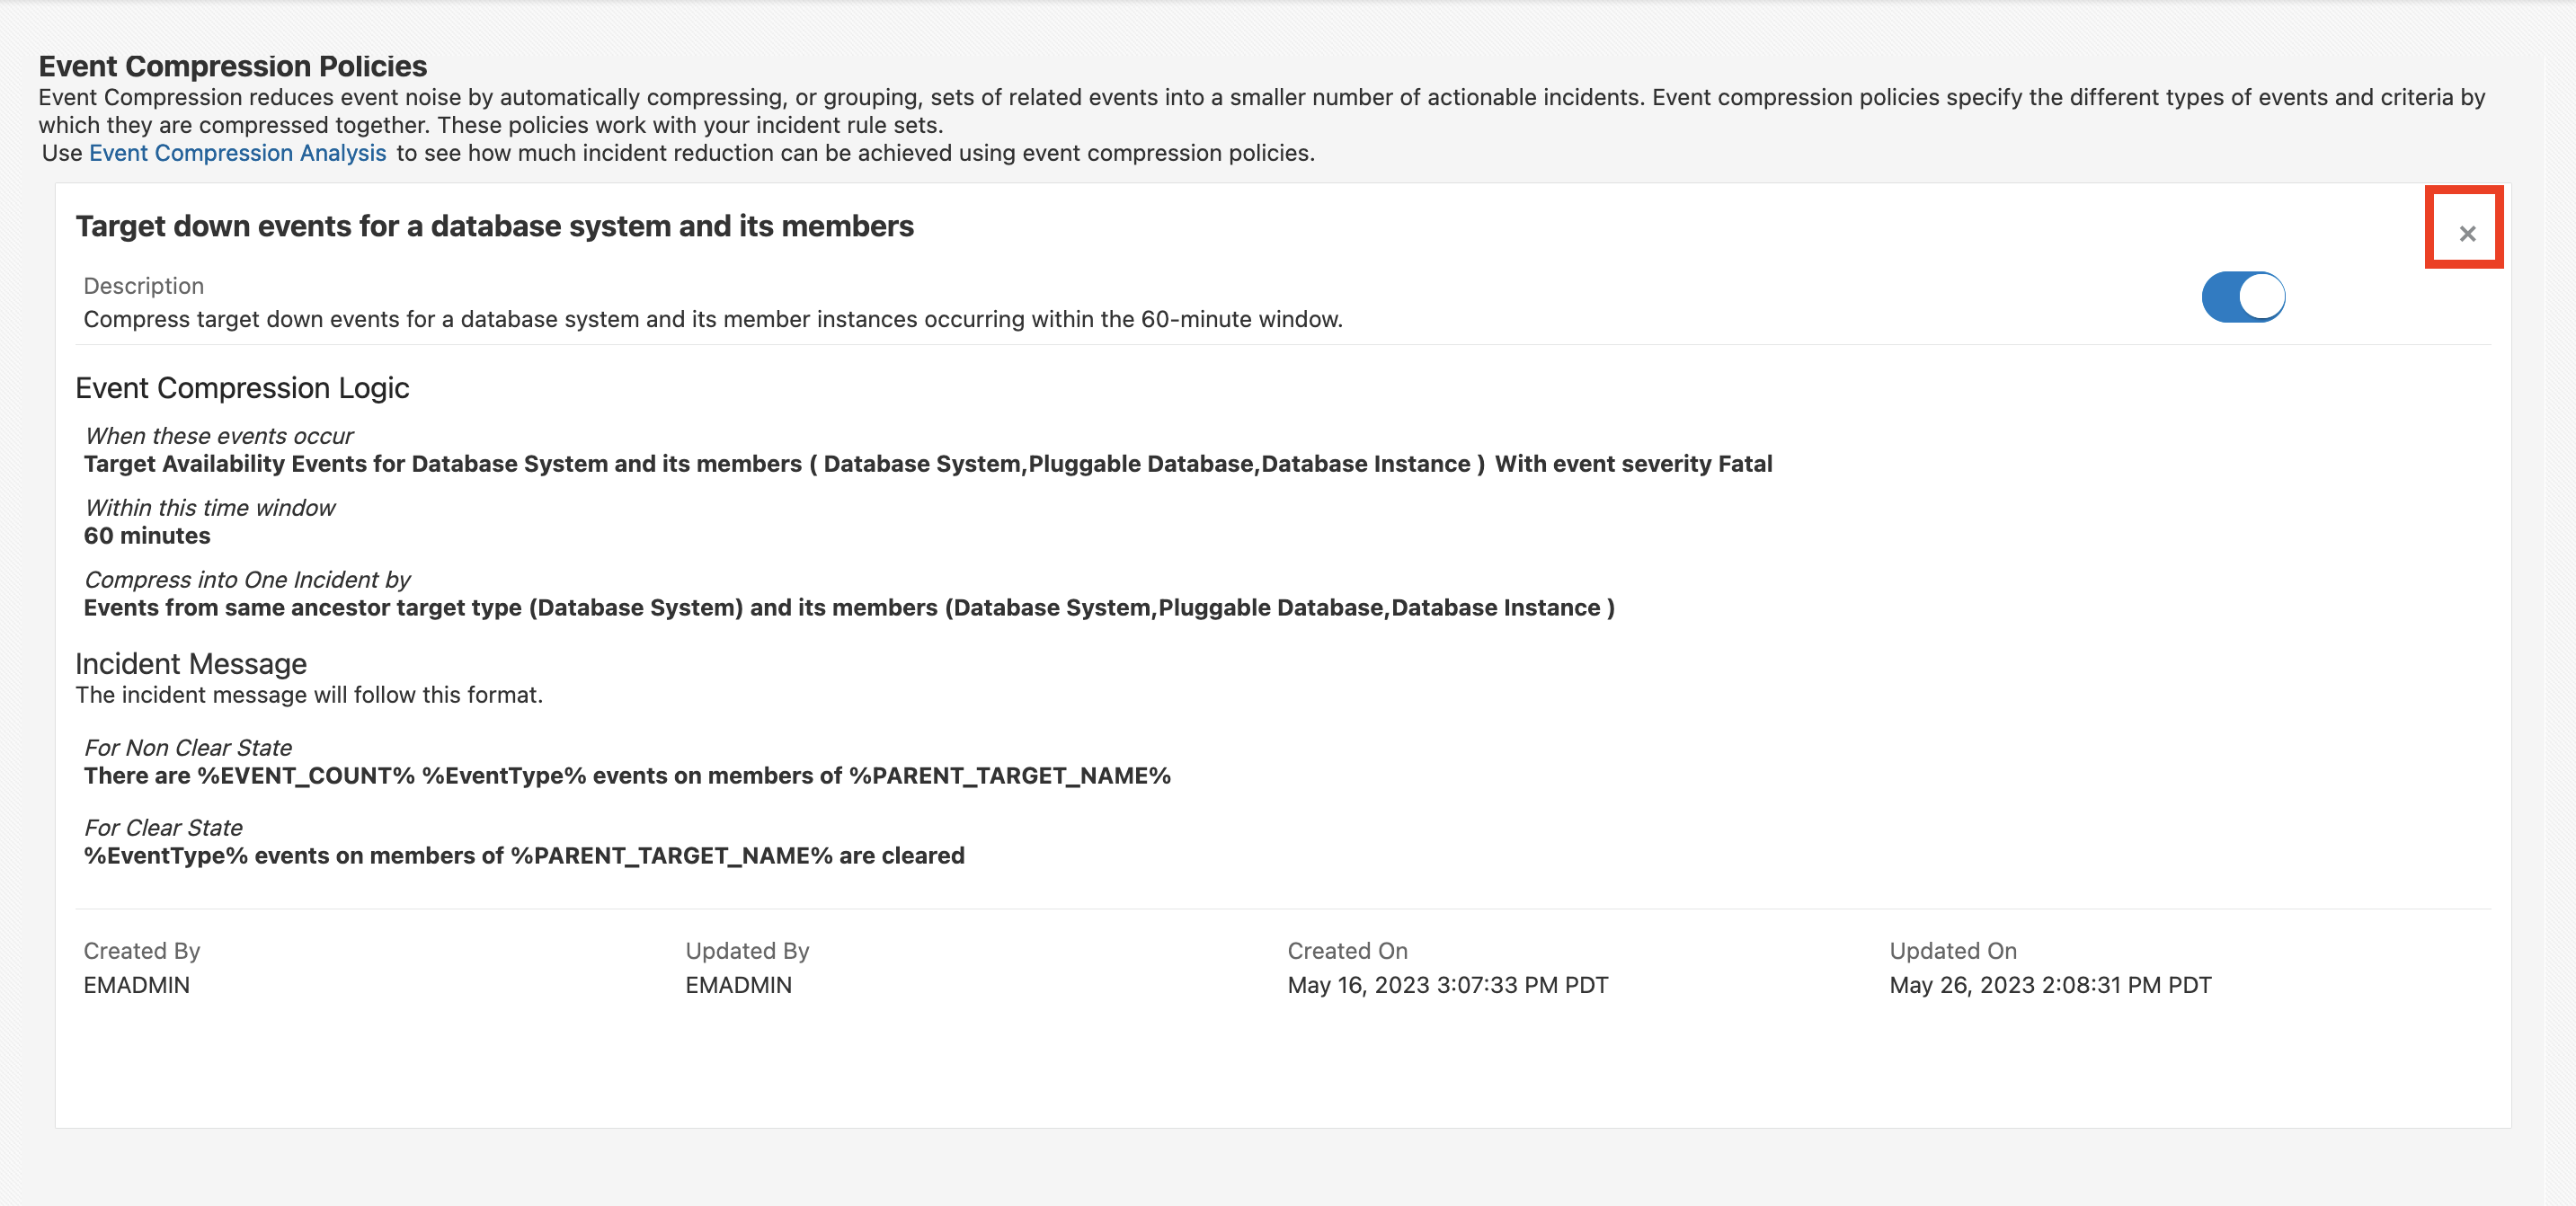 Event Compression Policies
Event Compression reduces event noise by automatically compressing, or grouping, sets of related events into a smaller number of actionable incidents. Event compression policies specify the different types of events and criteria by
which they are compressed together. These policies work with your incident rule sets.
Use Event Compression Analysis to see how much incident reduction can be achieved using event compression policies.
Target down events for a database system and its members
Description
Compress target down events for a database system and its member instances occurring within the 60-minute window.
Event Compression Logic
When these events occur
Target Availability Events for Database System and its members ( Database System,Pluggable Database,Database Instance ) With event severity Fatal
Within this time window
60 minutes
Compress into One Incident by
Events from same ancestor target type (Database System) and its members (Database System,Pluggable Database,Database Instance )
Incident Message
The incident message will follow this format.
For Non Clear State
There are %EVENT_COUNT% %EventType% events on members of %PARENT_TARGET_NAME%
For Clear State
%EventType% events on members of %PARENT_TARGET_NAME% are cleared
Created By Updated By Created On Updated On
EMADMIN EMADMIN May 16, 2023 3:07:33 PM PDT May 26, 2023 2:08:31 PM PDT